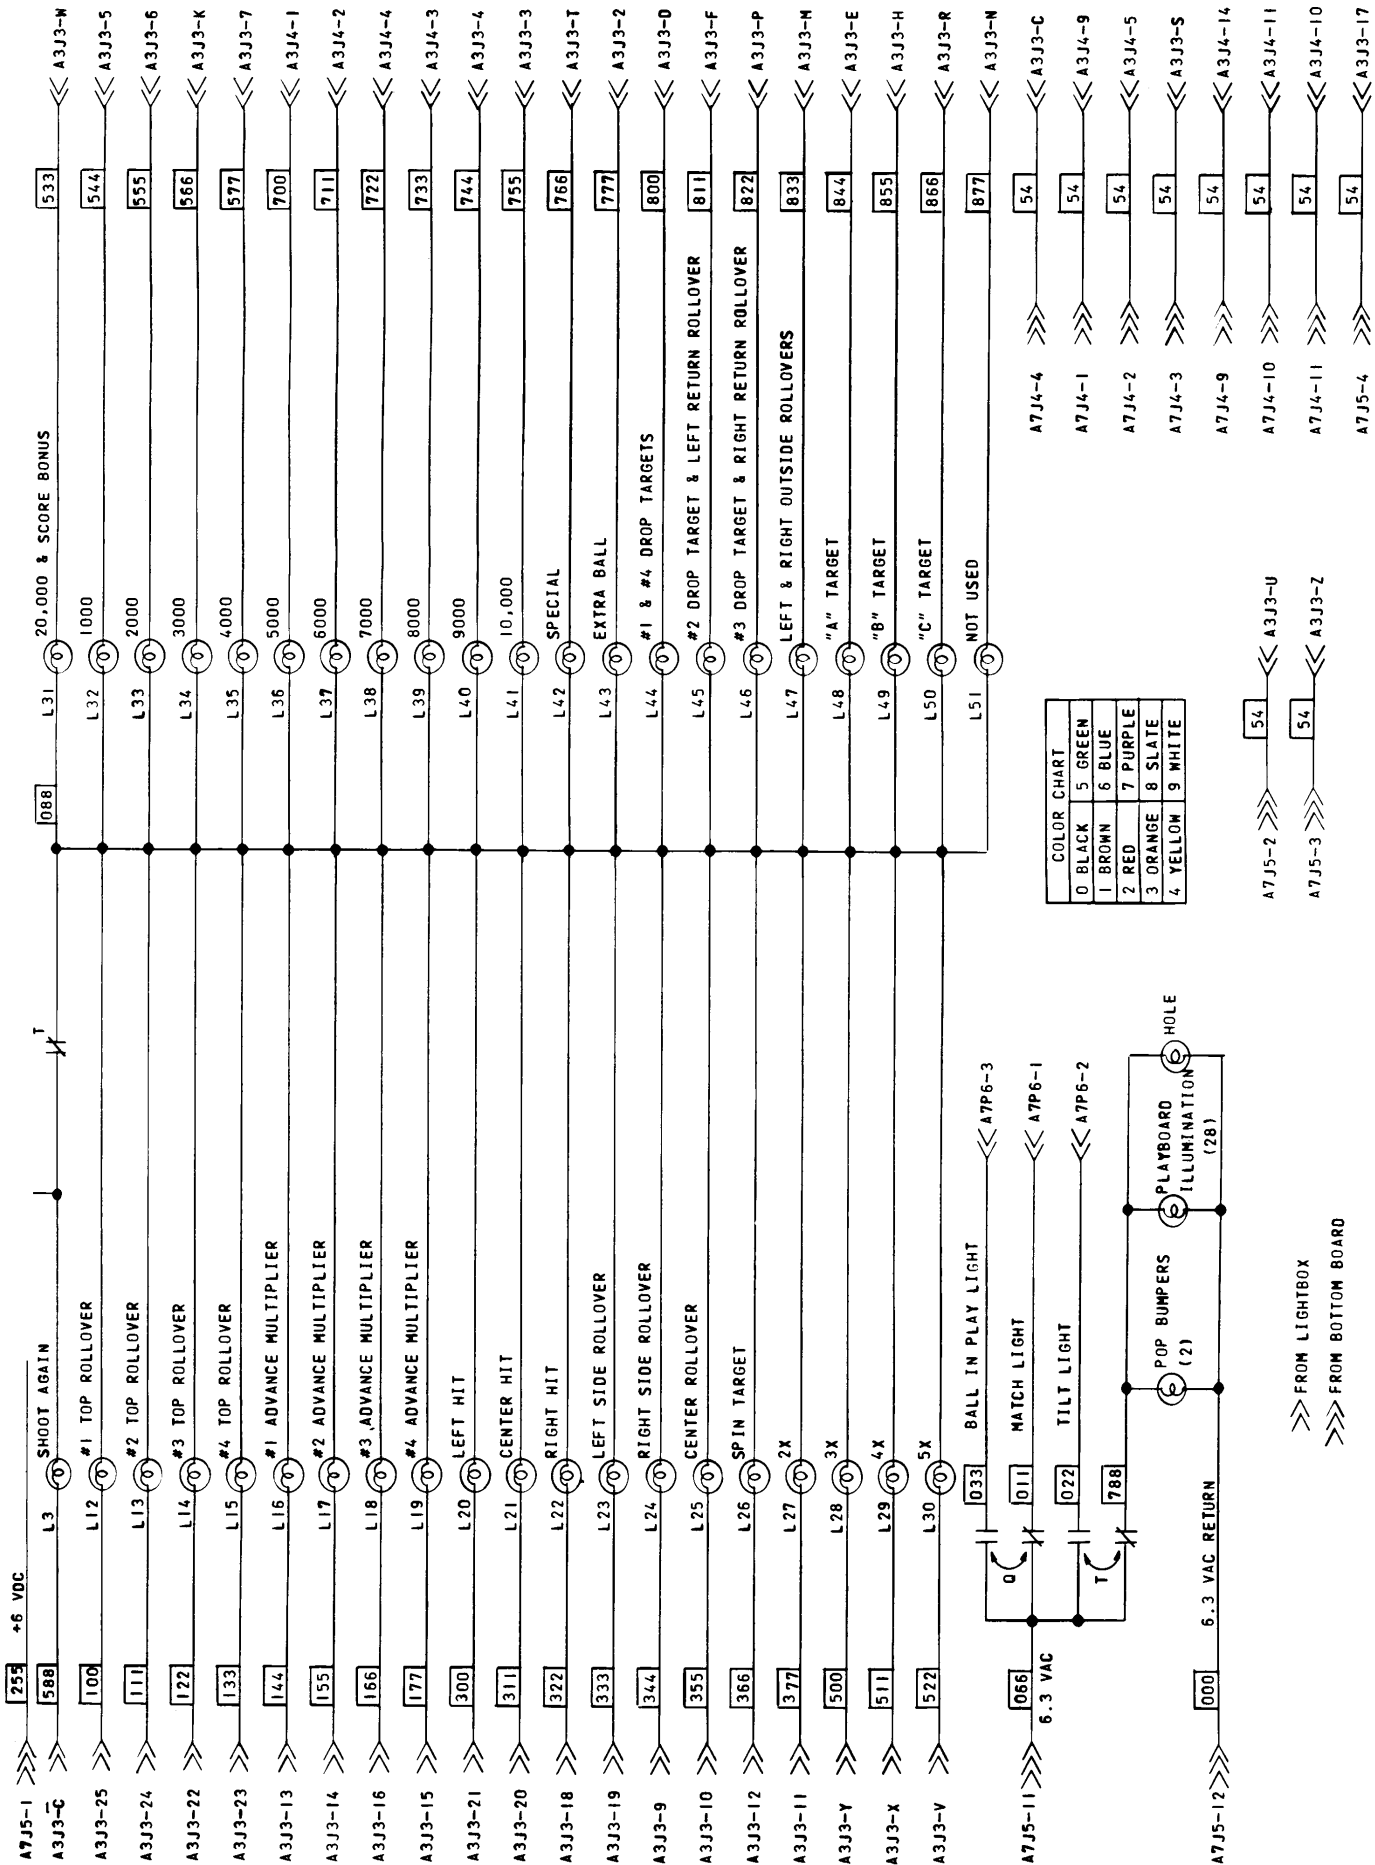 A7J5-1 255 +6 VDC
A3J3-C̅ 588 L3 SHOOT AGAIN T 088 L31 20,000 & SCORE BONUS 533 A3J3-W
A3J3-25 100 L12 #1 TOP ROLLOVER L32 1000 544 A3J3-5
A3J3-24 111 L13 #2 TOP ROLLOVER L33 2000 555 A3J3-6
A3J3-22 122 L14 #3 TOP ROLLOVER L34 3000 566 A3J3-K
A3J3-23 133 L15 #4 TOP ROLLOVER L35 4000 577 A3J3-7
A3J3-13 144 L16 #1 ADVANCE MULTIPLIER L36 5000 700 A3J4-1
A3J3-14 155 L17 #2 ADVANCE MULTIPLIER L37 6000 711 A3J4-2
A3J3-16 166 L18 #3 ADVANCE MULTIPLIER L38 7000 722 A3J4-4
A3J3-15 177 L19 #4 ADVANCE MULTIPLIER L39 8000 733 A3J4-3
A3J3-21 300 L20 LEFT HIT L40 9000 744 A3J3-4
A3J3-20 311 L21 CENTER HIT L41 10,000 755 A3J3-3
A3J3-18 322 L22 RIGHT HIT L42 SPECIAL 766 A3J3-T
A3J3-19 333 L23 LEFT SIDE ROLLOVER L43 EXTRA BALL 777 A3J3-2
A3J3-9 344 L24 RIGHT SIDE ROLLOVER L44 #1 & #4 DROP TARGETS 800 A3J3-D
A3J3-10 355 L25 CENTER ROLLOVER L45 #2 DROP TARGET & LEFT RETURN ROLLOVER 811 A3J3-F
A3J3-12 366 L26 SPIN TARGET L46 #3 DROP TARGET & RIGHT RETURN ROLLOVER 822 A3J3-P
A3J3-11 377 L27 2X L47 LEFT & RIGHT OUTSIDE ROLLOVERS 833 A3J3-M
A3J3-Y 500 L28 3X L48 "A" TARGET 844 A3J3-E
A3J3-X 511 L29 4X L49 "B" TARGET 855 A3J3-H
A3J3-V 522 L30 5X L50 "C" TARGET 866 A3J3-R
L51 NOT USED 877 A3J3-N
033 BALL IN PLAY LIGHT A7P6-3
Q
A7J5-11 066 011 MATCH LIGHT A7P6-1
6.3 VAC
022 TILT LIGHT A7P6-2
T
788
POP BUMPERS
(2)
PLAYBOARD
ILLUMINATION
(28)
HOLE
A7J5-12 000 6.3 VAC RETURN
COLOR CHART
0 BLACK 5 GREEN
1 BROWN 6 BLUE
2 RED 7 PURPLE
3 ORANGE 8 SLATE
4 YELLOW 9 WHITE
A7J4-4 54 A3J4-C
A7J4-1 54 A3J4-9
A7J4-2 54 A3J4-5
A7J4-3 54 A3J3-S
A7J4-9 54 A3J4-14
A7J4-10 54 A3J4-11
A7J4-11 54 A3J4-10
A7J5-4 54 A3J3-17
A7J5-2 54 A3J3-U
A7J5-3 54 A3J3-Z
FROM LIGHTBOX
FROM BOTTOM BOARD